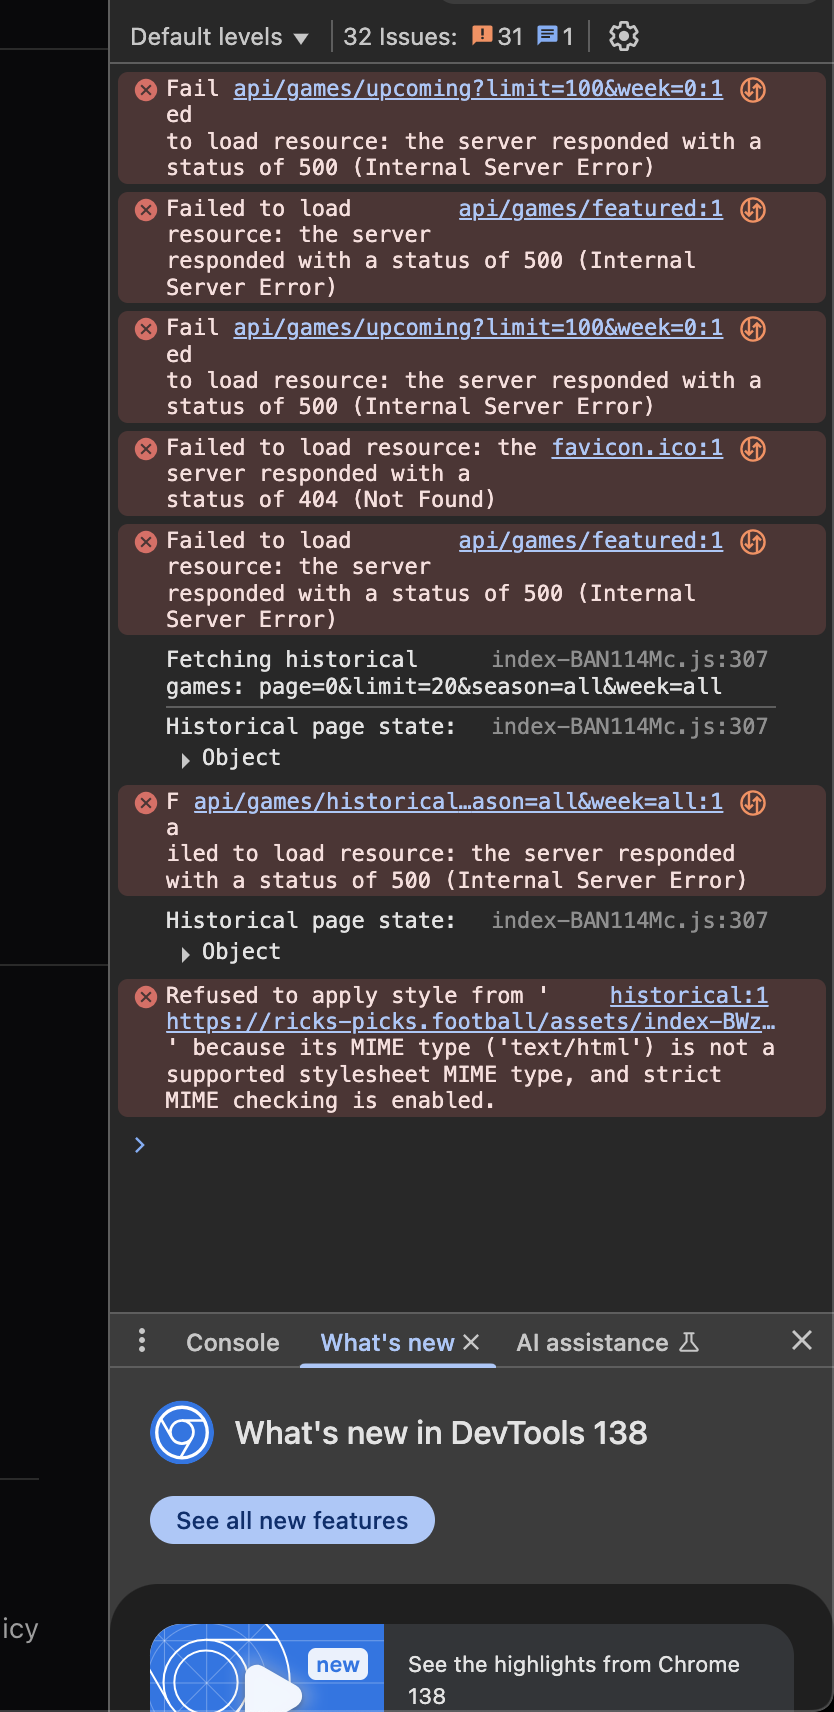 Default levels ▼ 32 Issues: 31 1
Fail api/games/upcoming?limit=100&week=0:1
ed
to load resource: the server responded with a
status of 500 (Internal Server Error)
Failed to load api/games/featured:1
resource: the server
responded with a status of 500 (Internal
Server Error)
Fail api/games/upcoming?limit=100&week=0:1
ed
to load resource: the server responded with a
status of 500 (Internal Server Error)
Failed to load resource: the favicon.ico:1
server responded with a
status of 404 (Not Found)
Failed to load api/games/featured:1
resource: the server
responded with a status of 500 (Internal
Server Error)
Fetching historical index-BAN114Mc.js:307
games: page=0&limit=20&season=all&week=all
Historical page state: index-BAN114Mc.js:307
▶ Object
F api/games/historical…ason=all&week=all:1
a
iled to load resource: the server responded
with a status of 500 (Internal Server Error)
Historical page state: index-BAN114Mc.js:307
▶ Object
Refused to apply style from ' historical:1
https://ricks-picks.football/assets/index-BWz…
' because its MIME type ('text/html') is not a
supported stylesheet MIME type, and strict
MIME checking is enabled.
Console What's new AI assistance
What's new in DevTools 138
See all new features
icy
new
See the highlights from Chrome
138